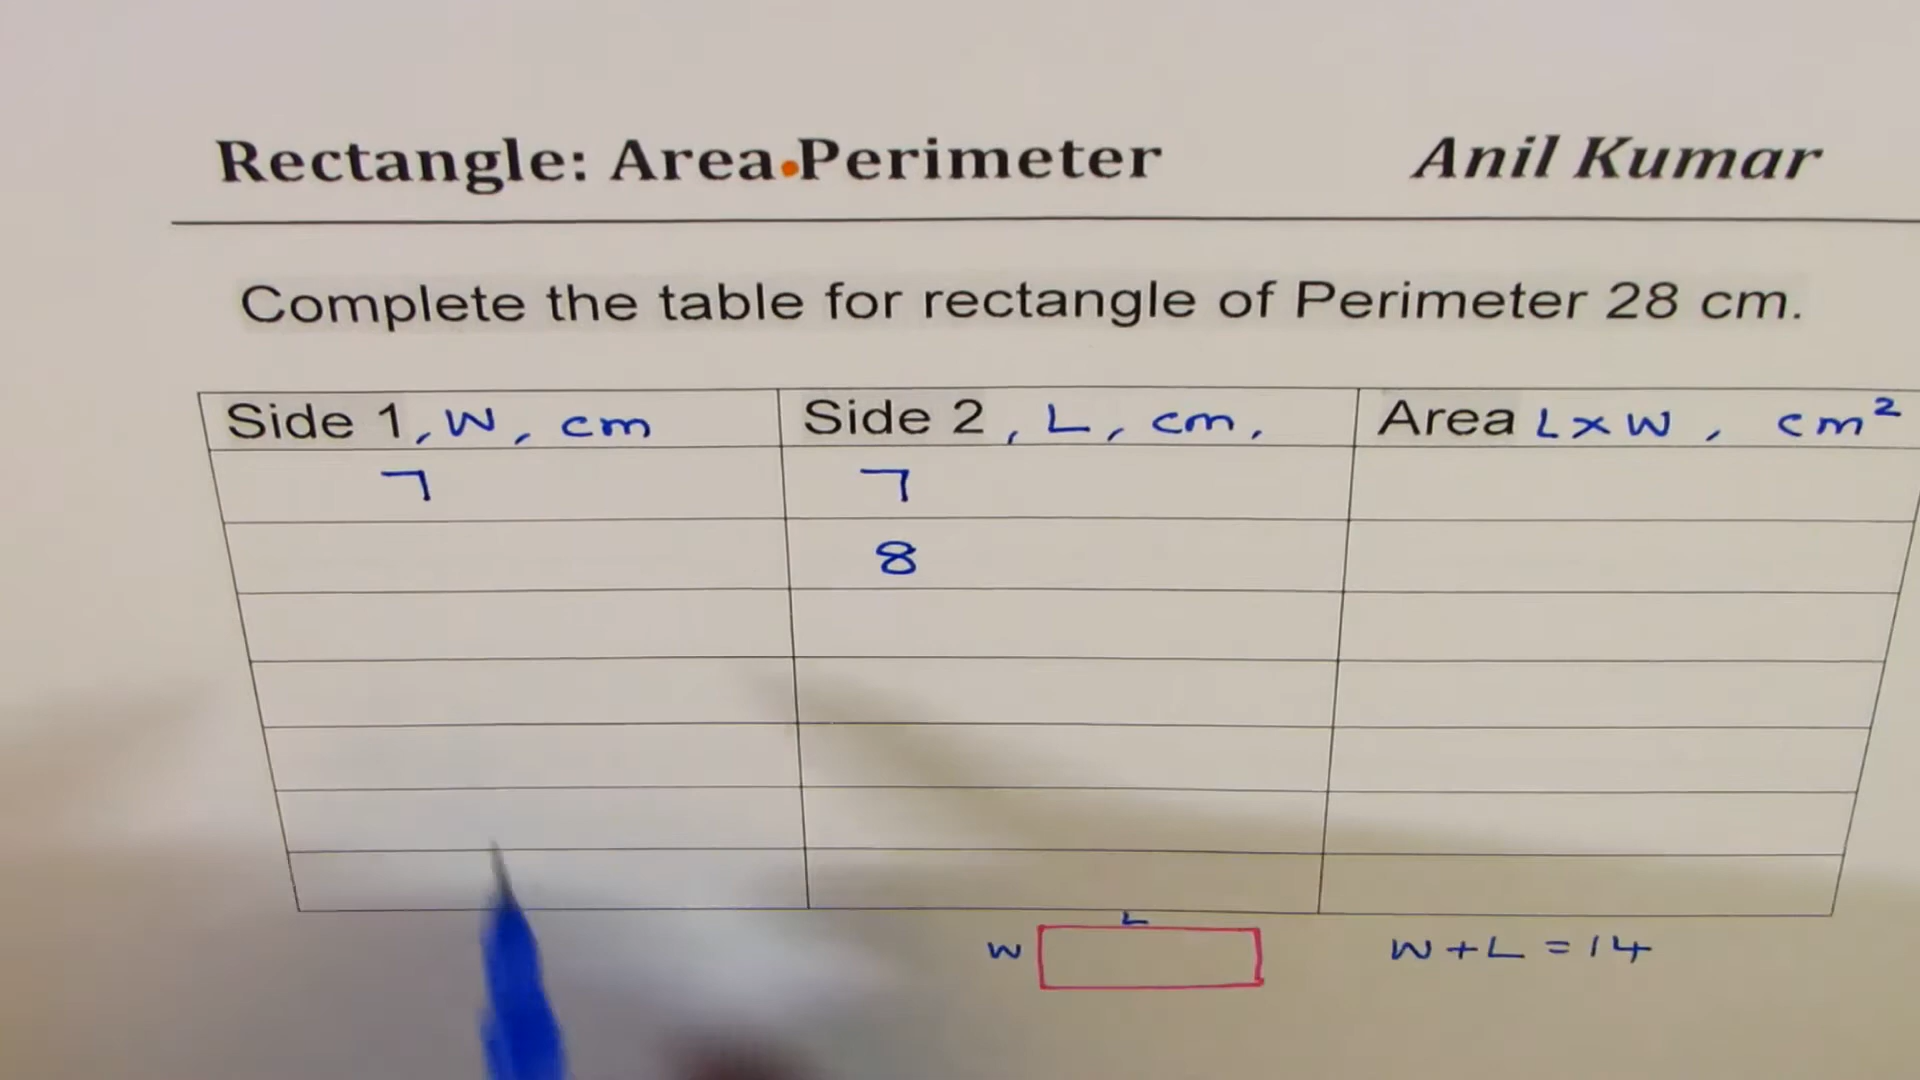 Rectangle: Area•Perimeter Anil Kumar
Complete the table for rectangle of Perimeter 28 cm.
Side 1, W, cm Side 2, L, cm, Area L×W, cm²
7 7
8
L
W W+L=14